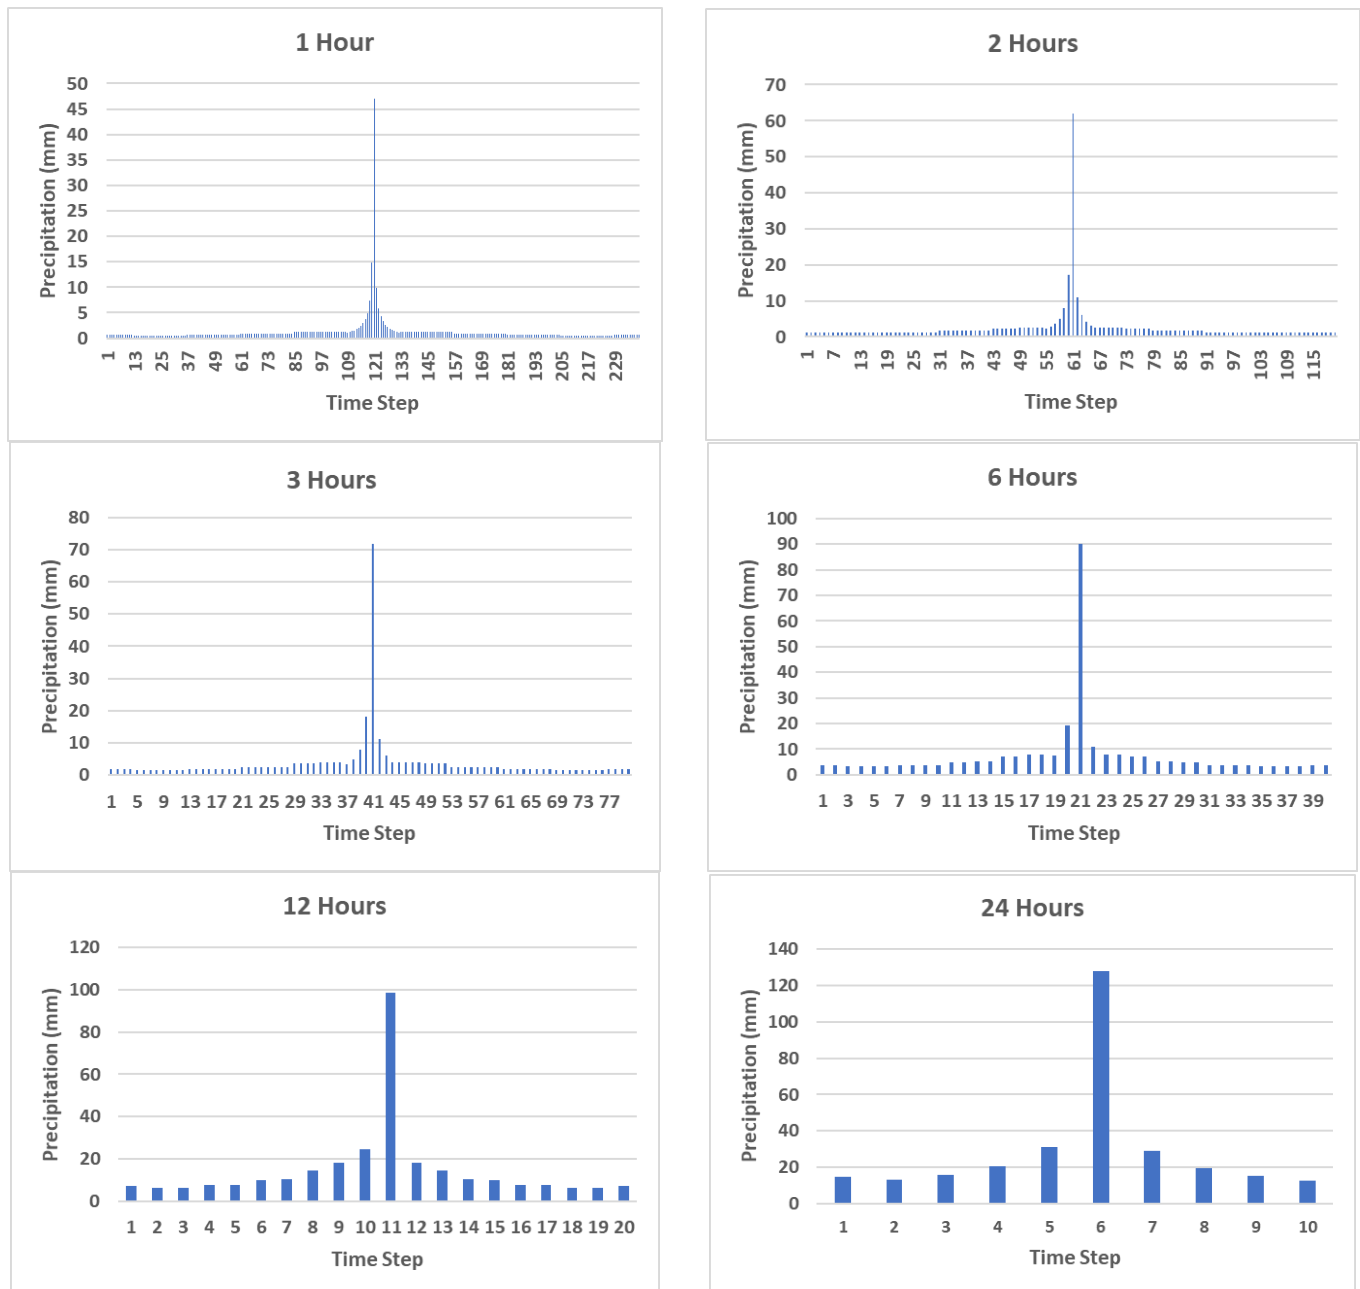 1 Hour
50
45
40
35
30
25
20
15
10
5
0
Precipitation (mm)
1 13 25 37 49 61 73 85 97 109 121 133 145 157 169 181 193 205 217 229
Time Step
2 Hours
70
60
50
40
30
20
10
0
Precipitation (mm)
1 7 13 19 25 31 37 43 49 55 61 67 73 79 85 91 97 103 109 115
Time Step
3 Hours
80
70
60
50
40
30
20
10
0
Precipitation (mm)
1 5 9 13 17 21 25 29 33 37 41 45 49 53 57 61 65 69 73 77
Time Step
6 Hours
100
90
80
70
60
50
40
30
20
10
0
Precipitation (mm)
1 3 5 7 9 11 13 15 17 19 21 23 25 27 29 31 33 35 37 39
Time Step
12 Hours
120
100
80
60
40
20
0
Precipitation (mm)
1 2 3 4 5 6 7 8 9 10 11 12 13 14 15 16 17 18 19 20
Time Step
24 Hours
140
120
100
80
60
40
20
0
Precipitation (mm)
1 2 3 4 5 6 7 8 9 10
Time Step